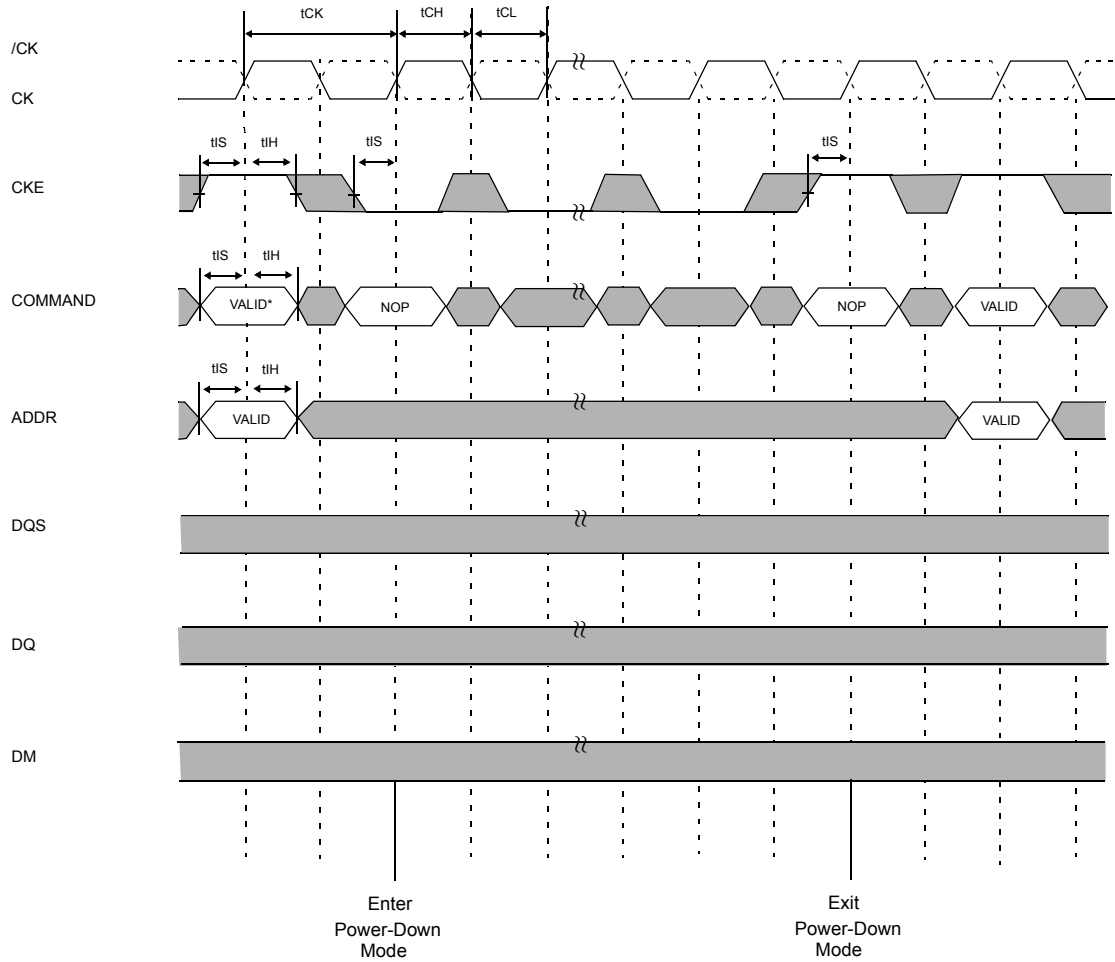 tCK
tCH
tCL
/CK
CK
tIS
tIH
tIS
tIS
CKE
tIS
tIH
COMMAND
VALID*
NOP
NOP
VALID
tIS
tIH
ADDR
VALID
VALID
DQS
DQ
DM
Enter
Power-Down
Mode
Exit
Power-Down
Mode